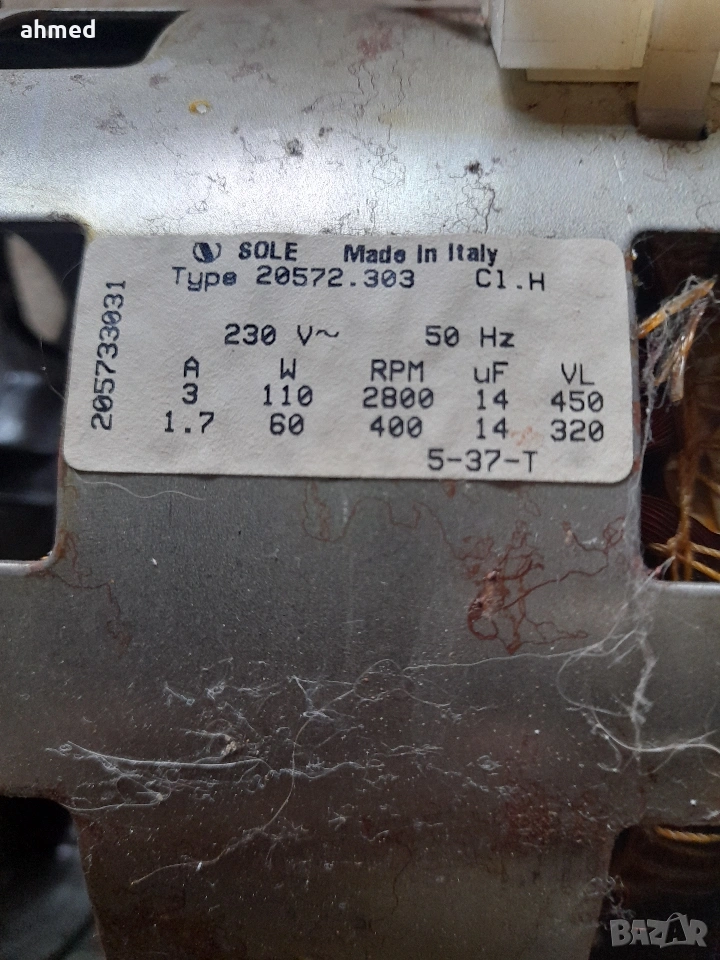 ahmed
SOLE Made in Italy
Type 20572.303 Cl.H
230 V~ 50 Hz
A W RPM uF VL
3 110 2800 14 450
1.7 60 400 14 320
5-37-T
205733031
BAZAR